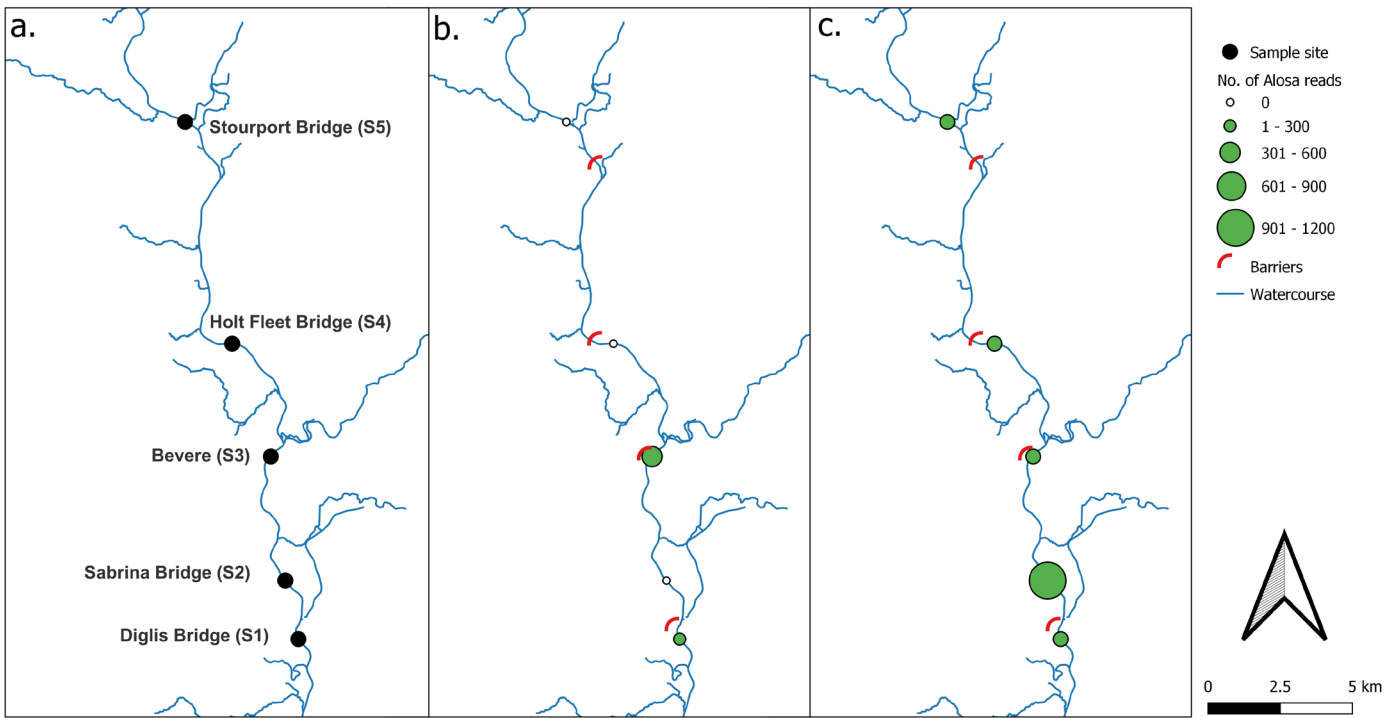 a.
Stourport Bridge (S5)
Holt Fleet Bridge (S4)
Bevere (S3)
Sabrina Bridge (S2)
Diglis Bridge (S1)
b.
c.
Sample site
No. of Alosa reads
0
1 - 300
301 - 600
601 - 900
901 - 1200
Barriers
Watercourse
0 2.5 5 km